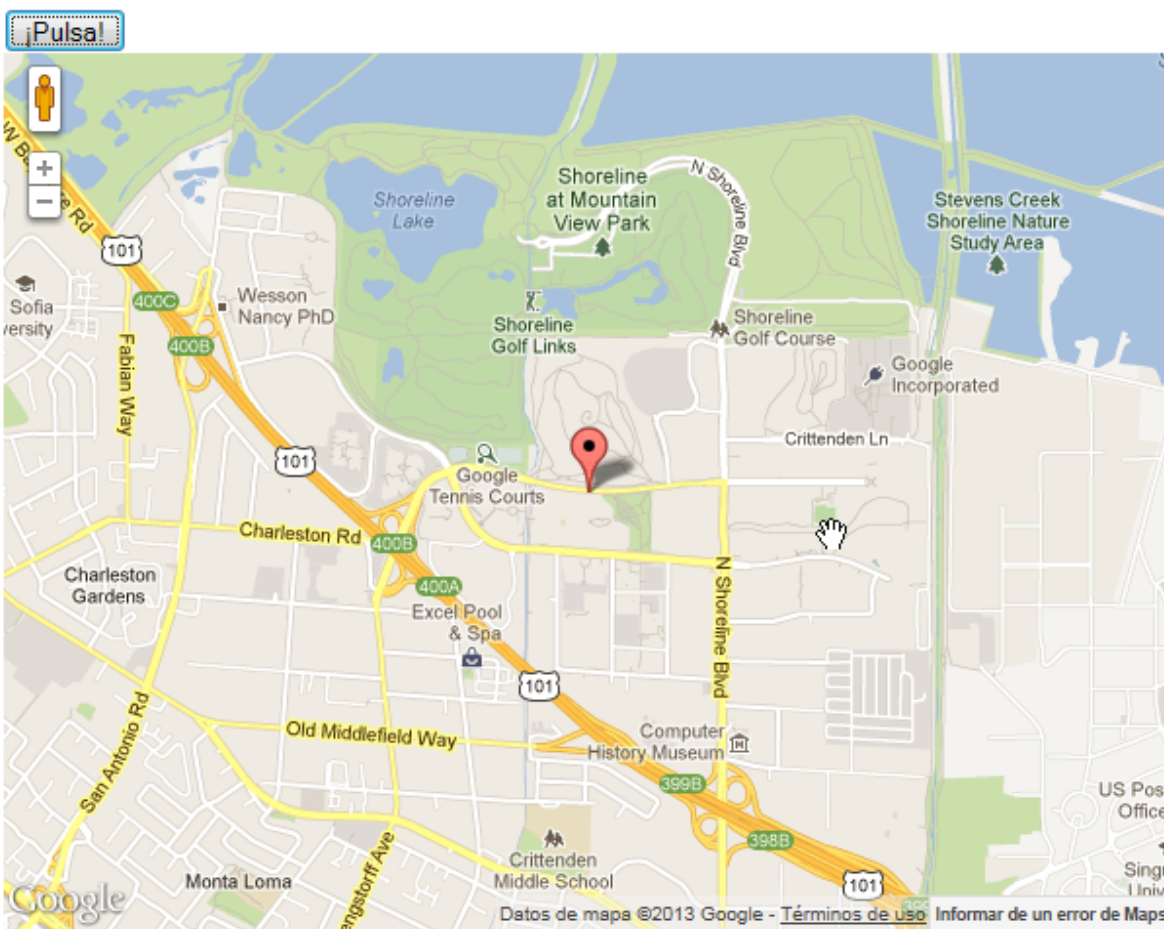 ¡Pulsa!
Shoreline
at Mountain
View Park
N Shoreline Blvd
Shoreline
Lake
Stevens Creek
Shoreline Nature
Study Area
101
Sofia
400C
Wesson
Nancy PhD
Shoreline
Golf Links
Shoreline
Golf Course
400B
Fabian Way
Google
Incorporated
Crittenden Ln
101
Google
Tennis Courts
Charleston Rd
400B
Charleston
Gardens
400A
Excel Pool
& Spa
N Shoreline Blvd
101
San Antonio Rd
Old Middlefield Way
Computer
History Museum
399B
US
Office
398B
Crittenden
Middle School
Monta Loma
101
Google
Datos de mapa ©2013 Google - Términos de uso Informar de un error de Maps